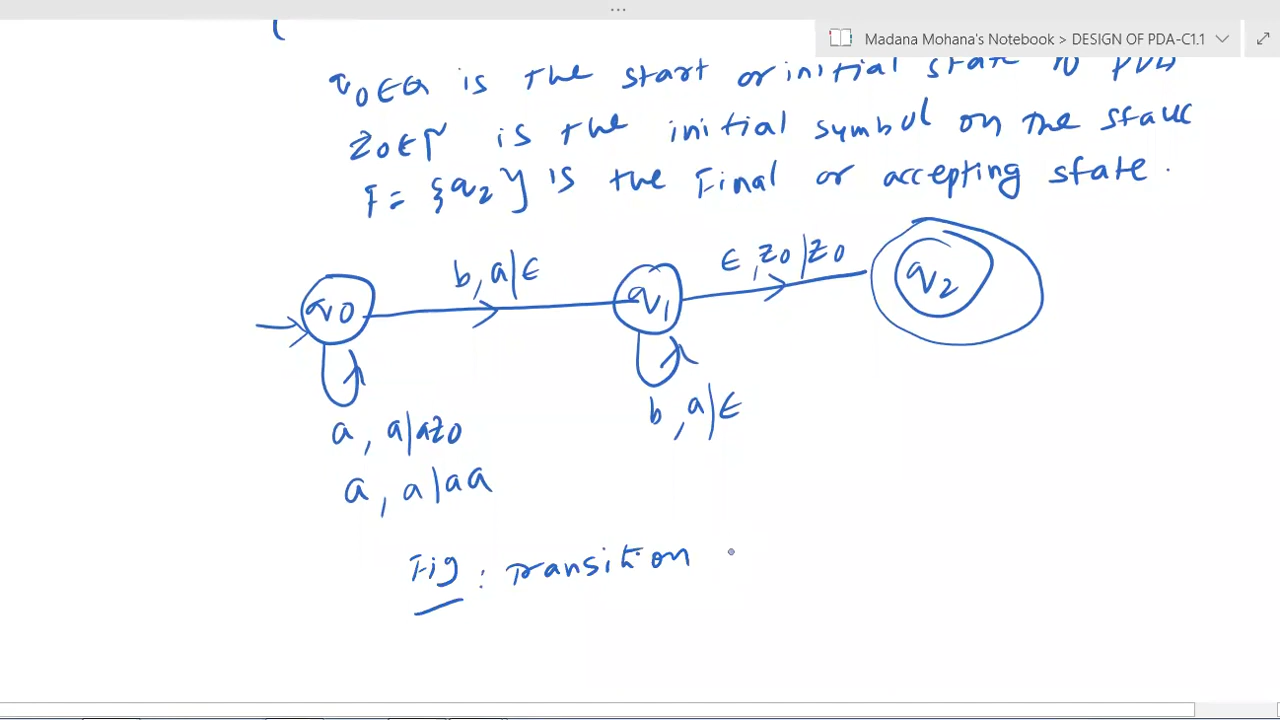 Madana Mohana's Notebook > DESIGN OF PDA-C1.1
q0∈Q is the start or initial state in PDA
Z0∈Γ is the initial symbol on the stack
F = {q2} is the Final or accepting state.
b, a|ϵ
ϵ, z0|z0
q0
q1
q2
a, a|az0
a, a|aa
b, a|ϵ
Fig : Transition